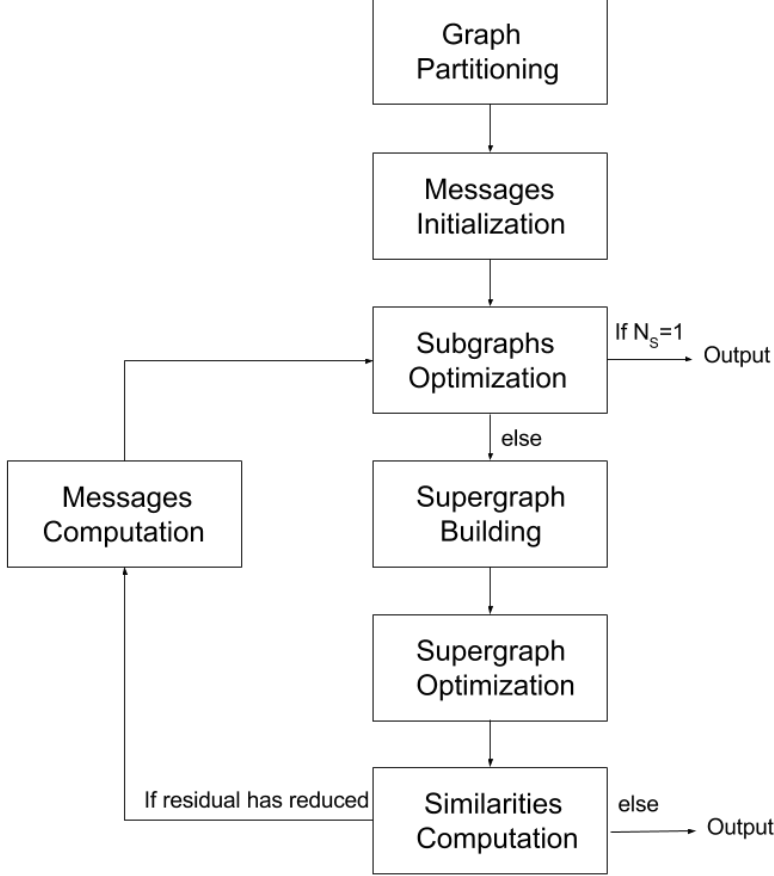 Graph
Partitioning
Messages
Initialization
Subgraphs
Optimization
If N_S=1
Output
else
Messages
Computation
Supergraph
Building
Supergraph
Optimization
If residual has reduced
Similarities
Computation
else
Output